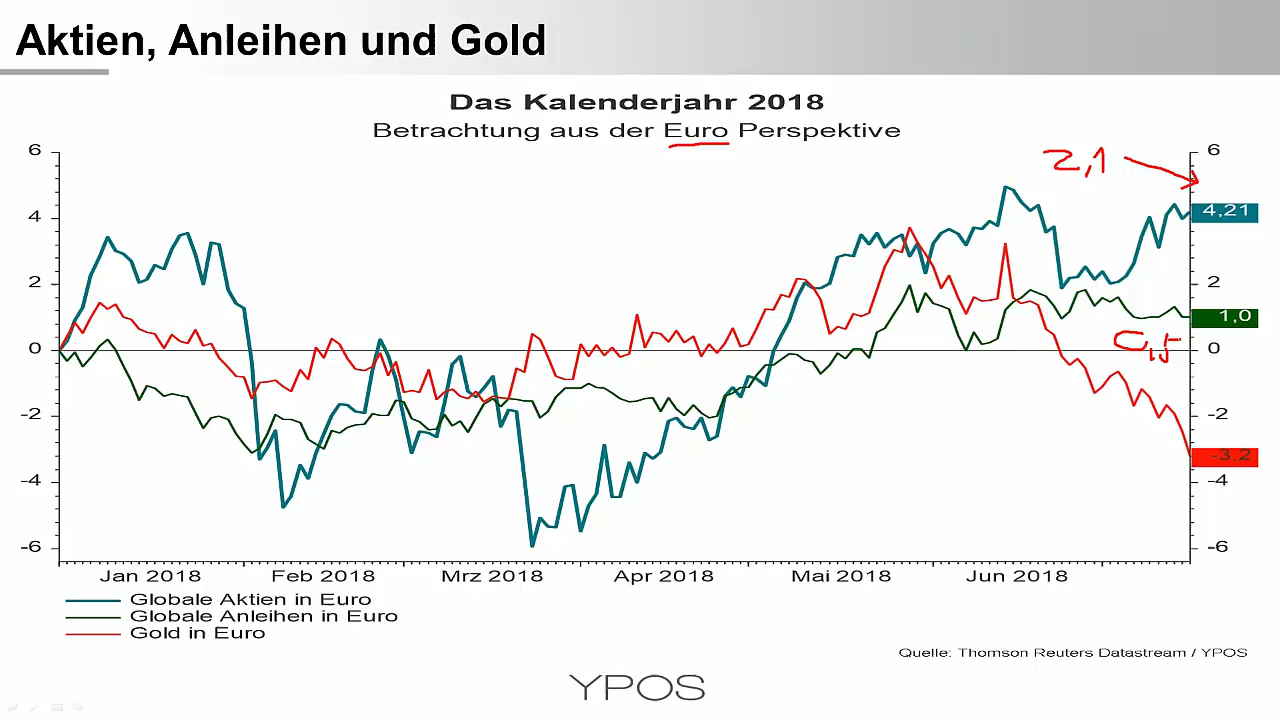 Aktien, Anleihen und Gold
Das Kalenderjahr 2018
Betrachtung aus der Euro Perspektive
6
4
2
0
-2
-4
-6
6
4
2
0
-2
-4
-6
2,1
4,21
1,0
-3,2
Jan 2018 Feb 2018 Mrz 2018 Apr 2018 Mai 2018 Jun 2018
Globale Aktien in Euro
Globale Anleihen in Euro
Gold in Euro
Quelle: Thomson Reuters Datastream / YPOS
YPOS